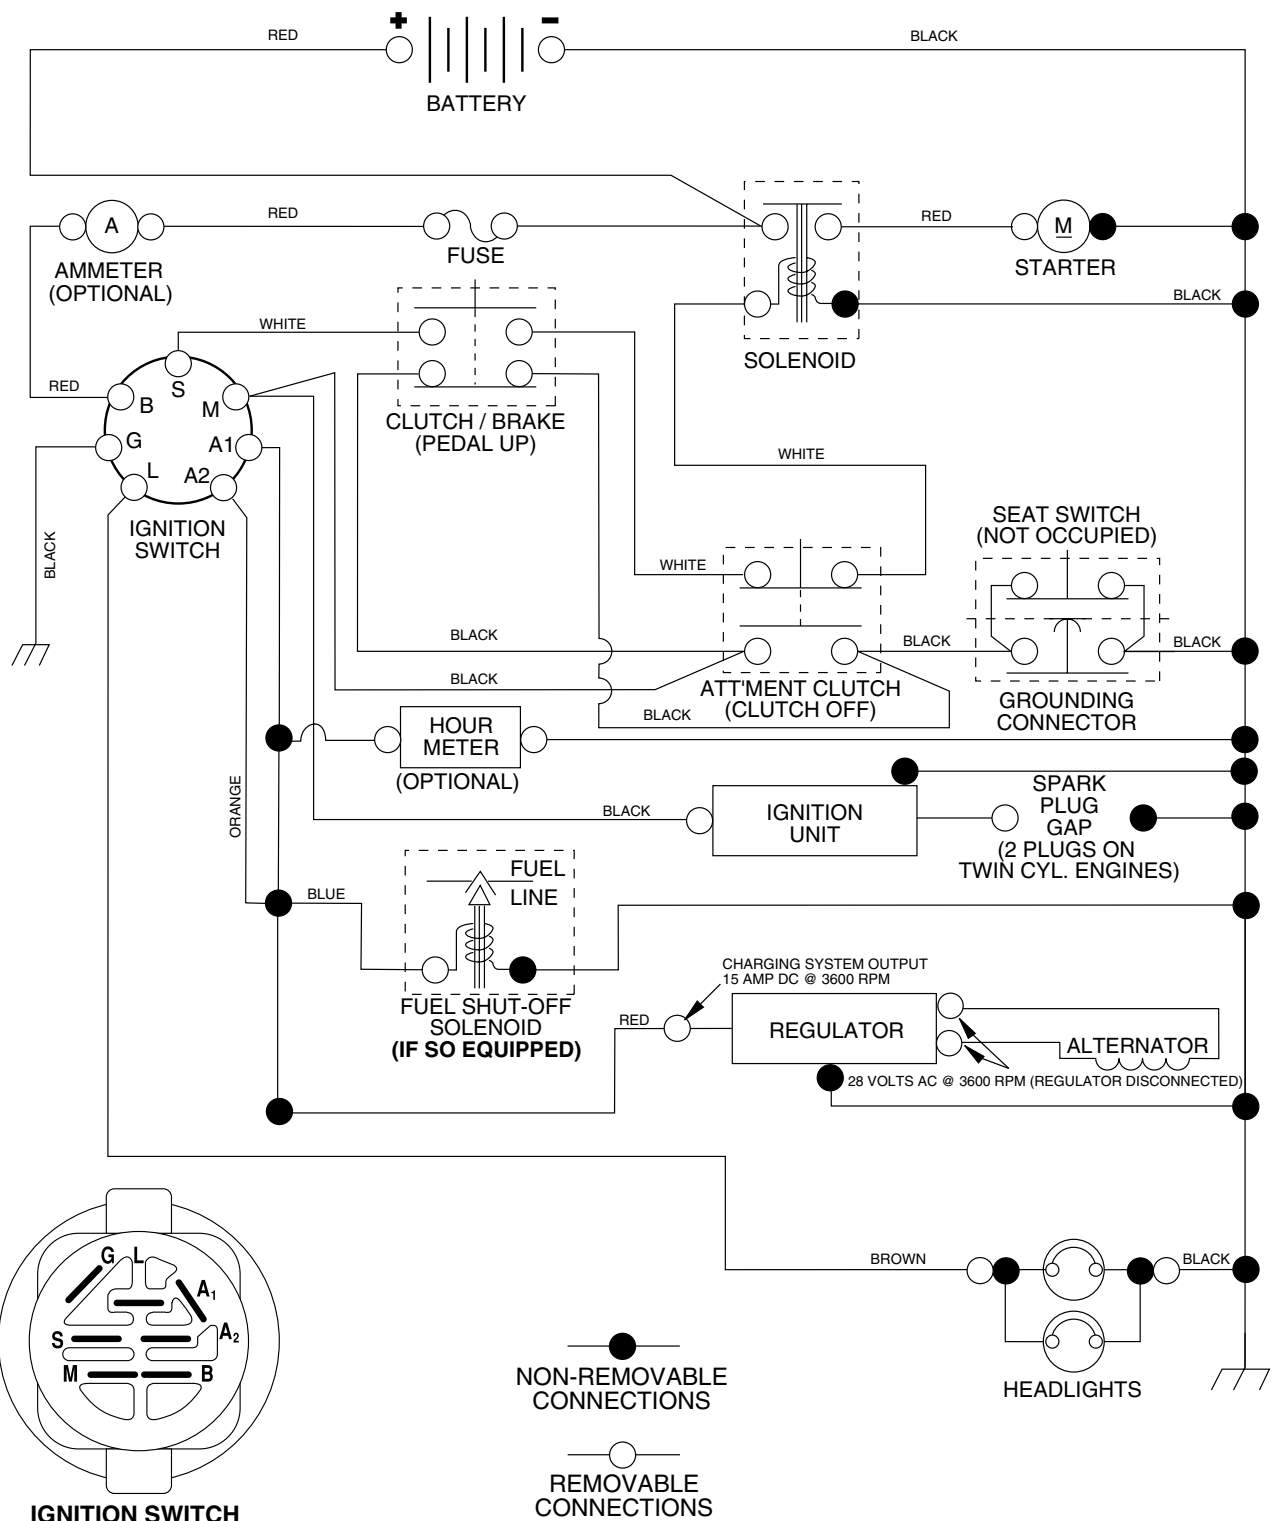 +
−
RED
BLACK
BATTERY
A
RED
FUSE
RED
M
STARTER
AMMETER
(OPTIONAL)
BLACK
WHITE
SOLENOID
RED
S
B
M
CLUTCH / BRAKE
(PEDAL UP)
G
A1
L
A2
WHITE
IGNITION
SWITCH
BLACK
SEAT SWITCH
(NOT OCCUPIED)
WHITE
BLACK
BLACK
BLACK
BLACK
ATT'MENT CLUTCH
(CLUTCH OFF)
GROUNDING
CONNECTOR
BLACK
HOUR
METER
(OPTIONAL)
ORANGE
BLACK
IGNITION
UNIT
SPARK
PLUG
GAP
(2 PLUGS ON
TWIN CYL. ENGINES)
FUEL
LINE
BLUE
FUEL SHUT-OFF
SOLENOID
(IF SO EQUIPPED)
CHARGING SYSTEM OUTPUT
15 AMP DC @ 3600 RPM
RED
REGULATOR
ALTERNATOR
28 VOLTS AC @ 3600 RPM (REGULATOR DISCONNECTED)
G L
A1
S
A2
M
B
IGNITION SWITCH
BROWN
BLACK
HEADLIGHTS
NON-REMOVABLE
CONNECTIONS
REMOVABLE
CONNECTIONS